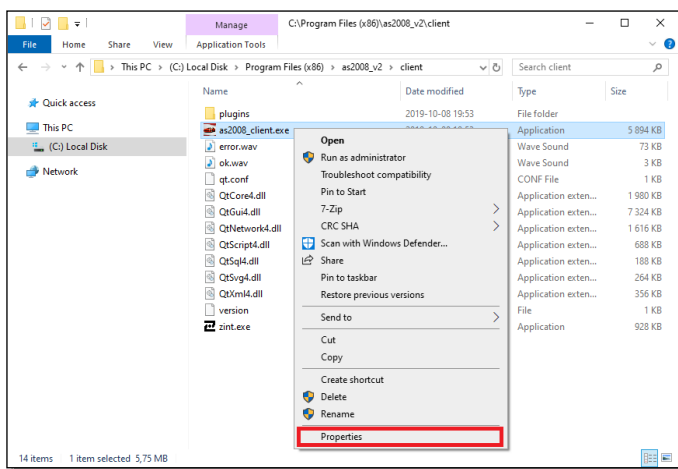 Manage
C:\Program Files (x86)\as2008_v2\client
File
Home
Share
View
Application Tools
This PC > (C:) Local Disk > Program Files (x86) > as2008_v2 > client
Search client
Name
Date modified
Type
Size
Quick access
This PC
(C:) Local Disk
Network
plugins 2019-10-08 19:53 File folder
as2008_client.exe 2019-10-08 19:53 Application 5 894 KB
error.wav Wave Sound 73 KB
ok.wav Wave Sound 3 KB
qt.conf CONF File 1 KB
QtCore4.dll Application exten... 1 980 KB
QtGui4.dll Application exten... 7 324 KB
QtNetwork4.dll Application exten... 1 616 KB
QtScript4.dll Application exten... 688 KB
QtSql4.dll Application exten... 188 KB
QtSvg4.dll Application exten... 264 KB
QtXml4.dll Application exten... 356 KB
version File 1 KB
zint.exe Application 928 KB
Open
Run as administrator
Troubleshoot compatibility
Pin to Start
7-Zip
CRC SHA
Scan with Windows Defender...
Share
Pin to taskbar
Restore previous versions
Send to
Cut
Copy
Create shortcut
Delete
Rename
Properties
14 items
1 item selected 5,75 MB